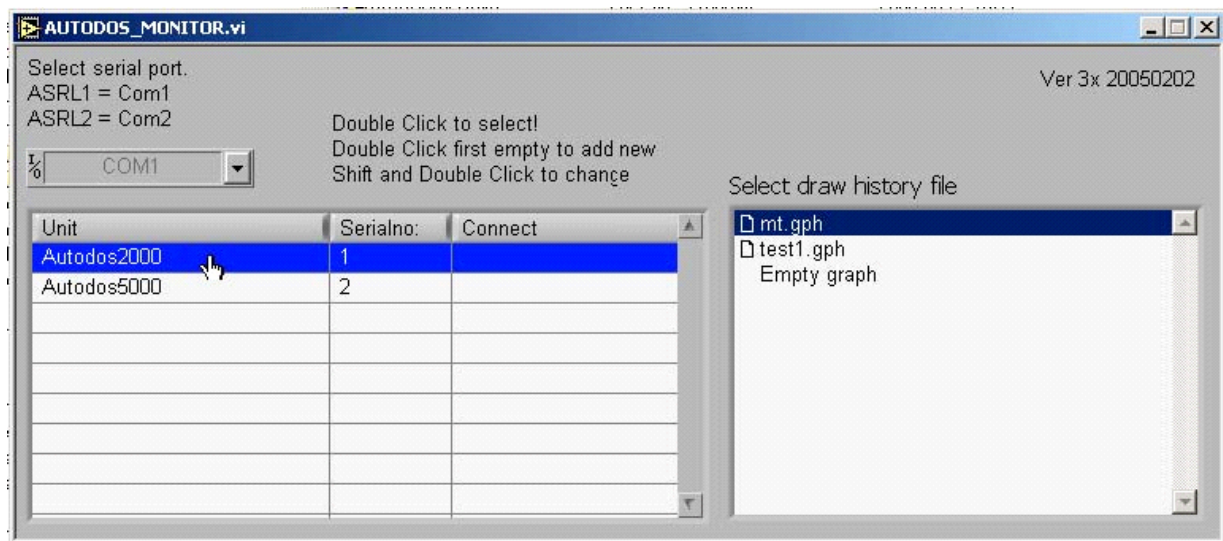 AUTODOS_MONITOR.vi
Select serial port.
ASRL1 = Com1
ASRL2 = Com2
Ver 3x 20050202
Double Click to select!
Double Click first empty to add new
Shift and Double Click to change
I/O COM1
Select draw history file
Unit Serialno: Connect
Autodos2000 1
Autodos5000 2
mt.gph
test1.gph
Empty graph